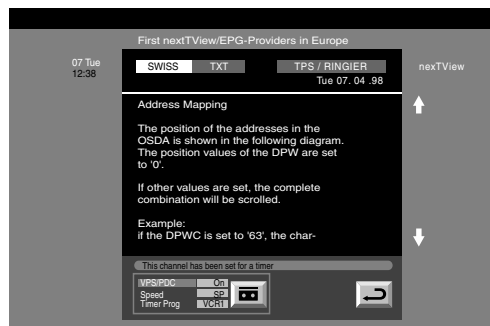 First nextTView/EPG-Providers in Europe
07 Tue
12:38
SWISS TXT TPS / RINGIER
Tue 07. 04 .98
nexTView
Address Mapping
The position of the addresses in the
OSDA is shown in the following diagram.
The position values of the DPW are set
to '0'.
If other values are set, the complete
combination will be scrolled.
Example:
if the DPWC is set to '63', the char-
This channel has been set for a timer
VPS/PDC On
Speed SP
Timer Prog VCR1